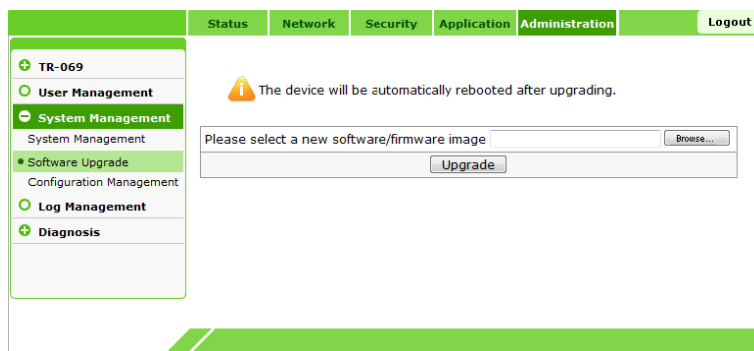 Status Network Security Application Administration Logout
TR-069
User Management
System Management
System Management
Software Upgrade
Configuration Management
Log Management
Diagnosis
The device will be automatically rebooted after upgrading.
Please select a new software/firmware image Browse...
Upgrade